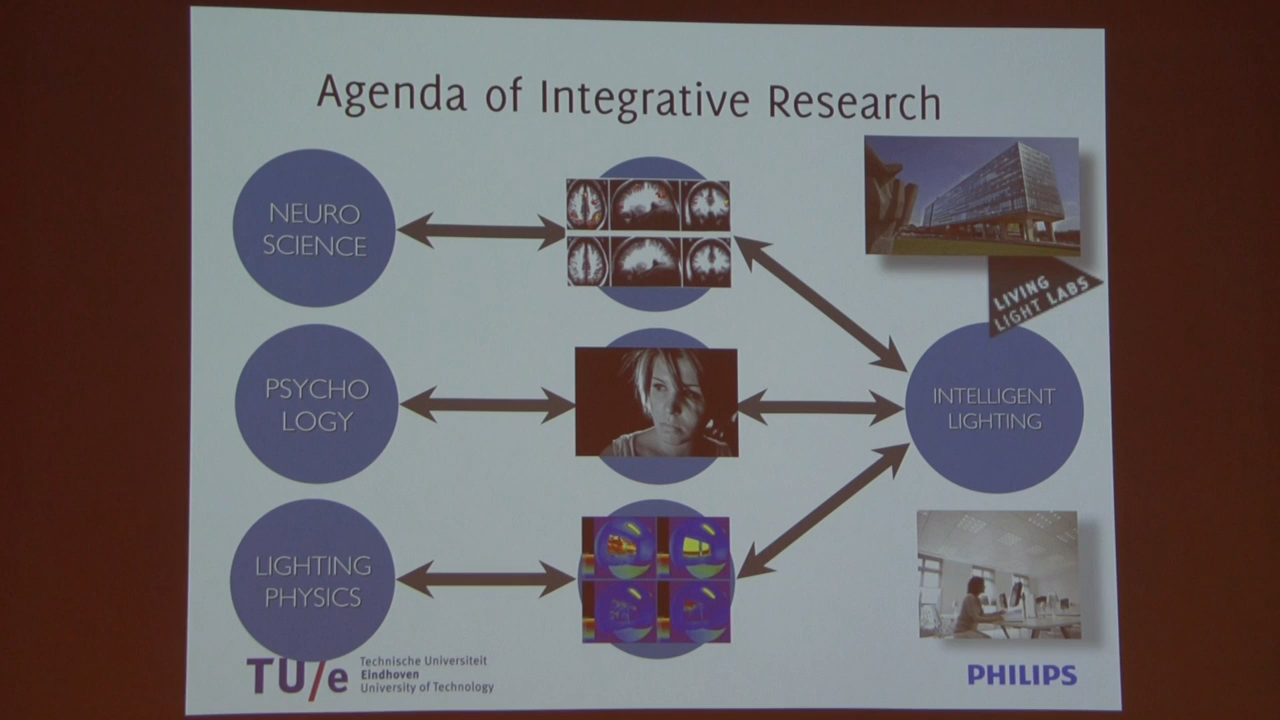 Agenda of Integrative Research
NEURO
SCIENCE
LIVING
LIGHT LABS
PSYCHO
LOGY
INTELLIGENT
LIGHTING
LIGHTING
PHYSICS
TU/e
Technische Universiteit
Eindhoven
University of Technology
PHILIPS